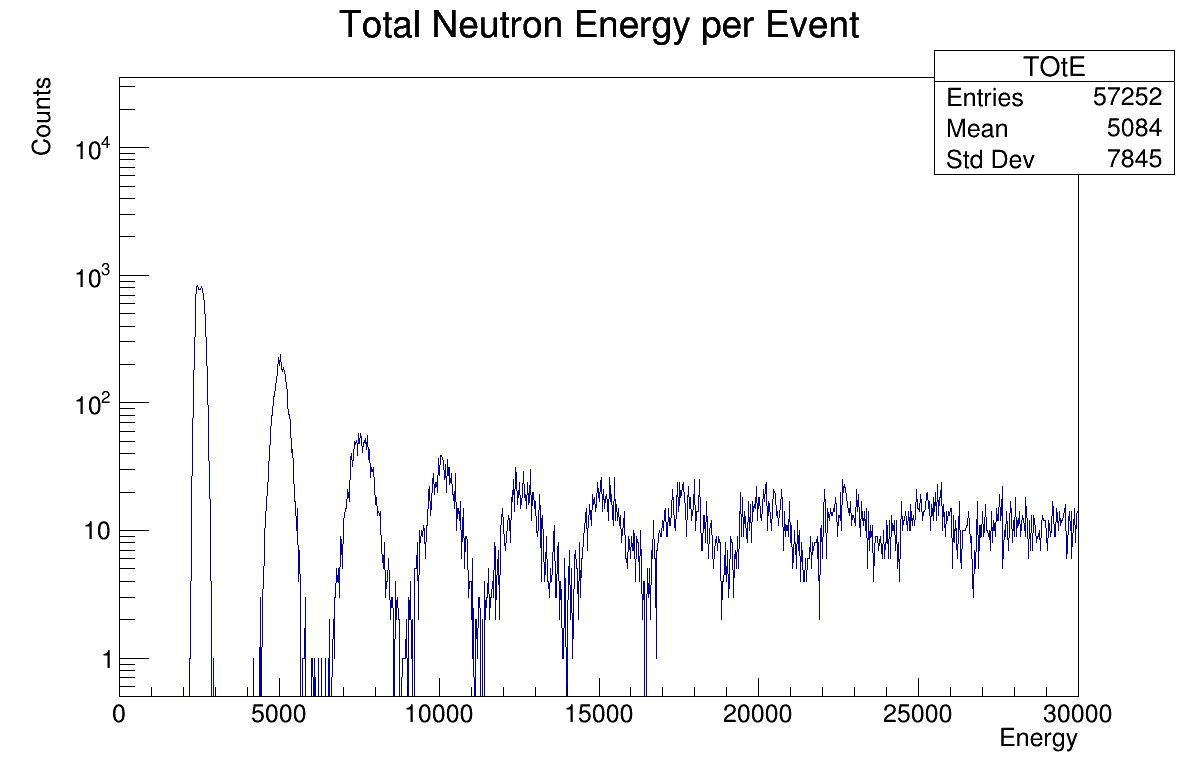 Total Neutron Energy per Event
TOtE
Entries 57252
Mean 5084
Std Dev 7845
Counts
10⁴
10³
10²
10
1
0 5000 10000 15000 20000 25000 30000
Energy